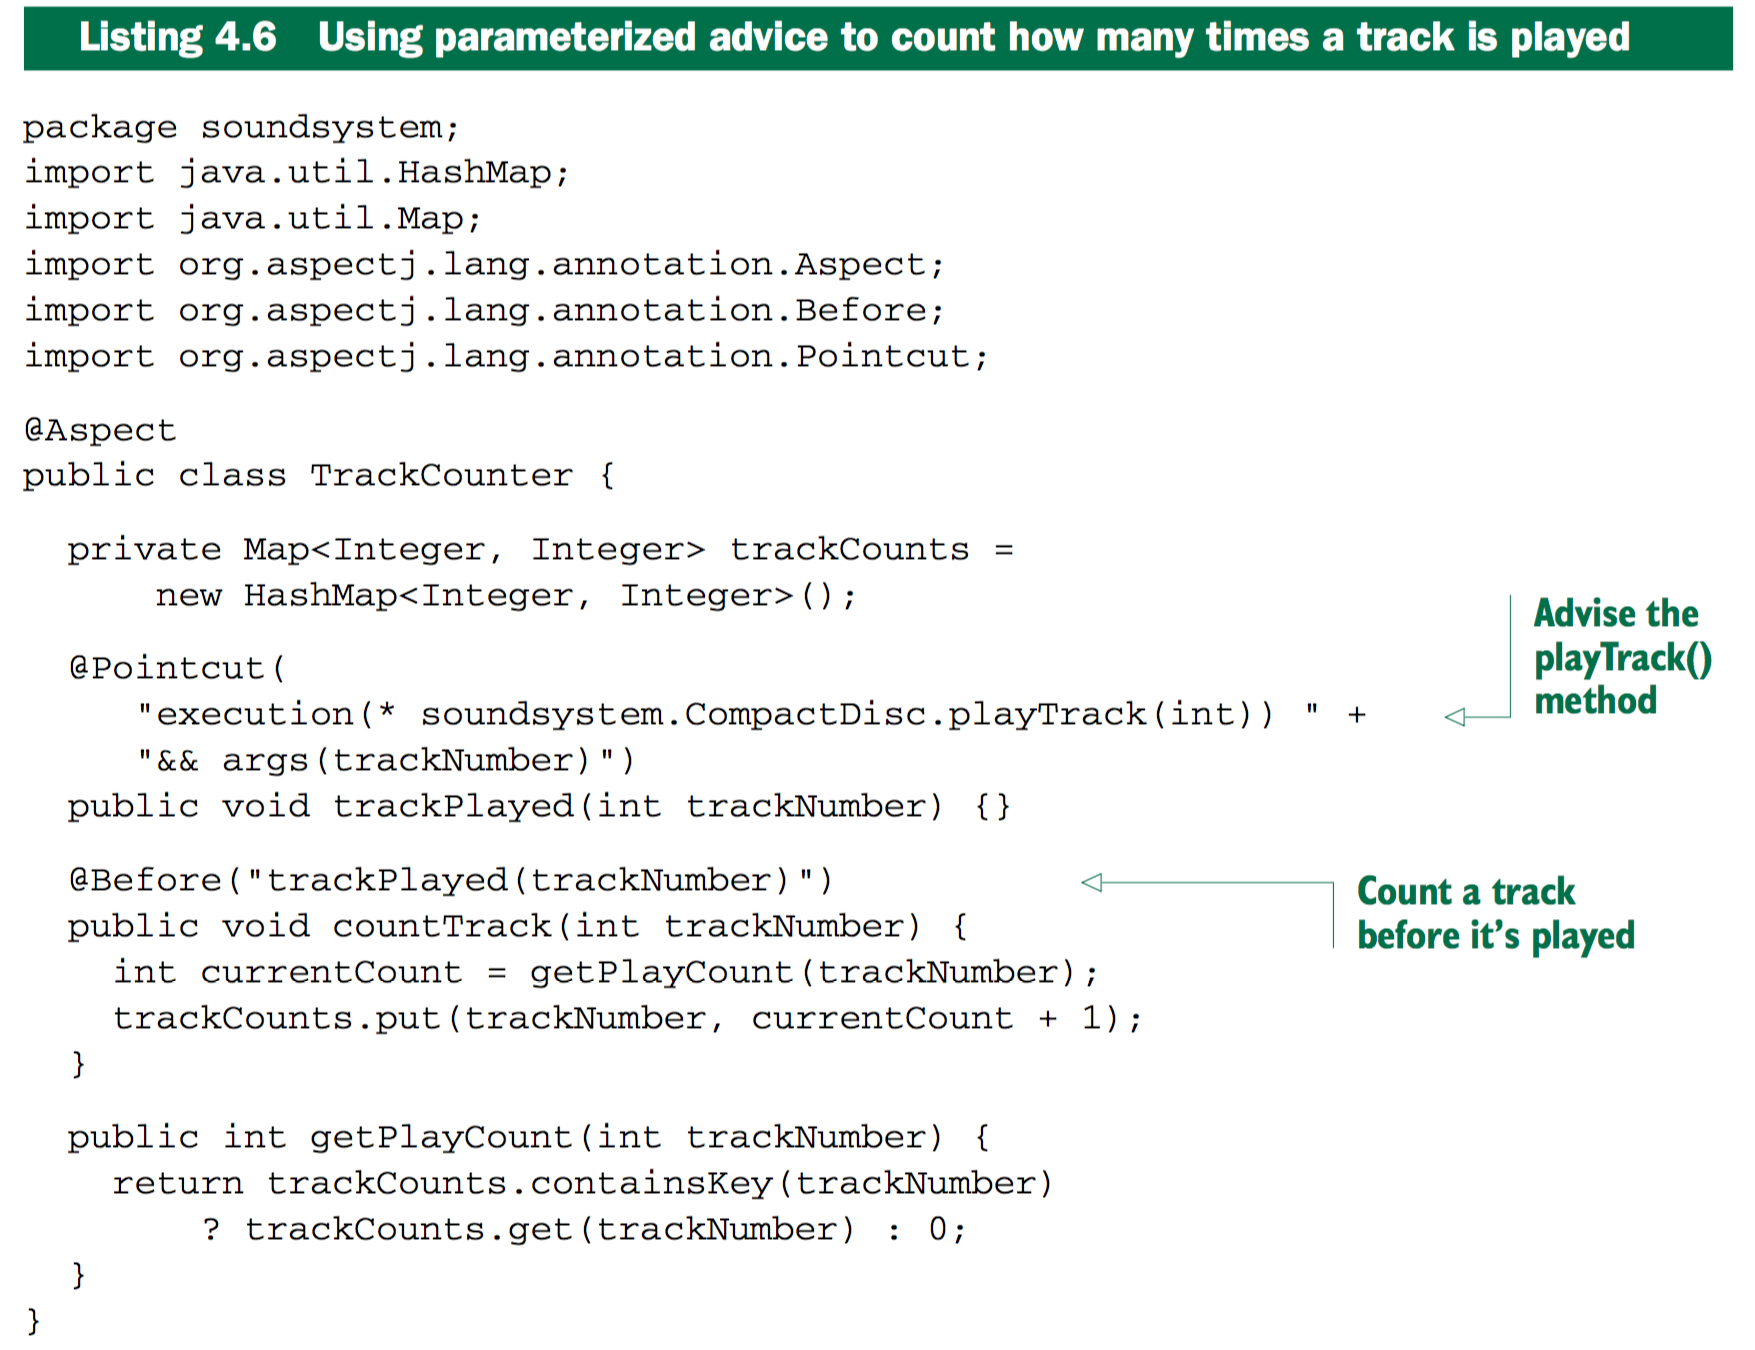 Listing 4.6 Using parameterized advice to count how many times a track is played
package soundsystem;
import java.util.HashMap;
import java.util.Map;
import org.aspectj.lang.annotation.Aspect;
import org.aspectj.lang.annotation.Before;
import org.aspectj.lang.annotation.Pointcut;
@Aspect
public class TrackCounter {
private Map<Integer, Integer> trackCounts =
new HashMap<Integer, Integer>();
@Pointcut(
"execution(* soundsystem.CompactDisc.playTrack(int)) " +
"&& args(trackNumber)")
public void trackPlayed(int trackNumber) {}
Advise the
playTrack()
method
@Before("trackPlayed(trackNumber)")
public void countTrack(int trackNumber) {
int currentCount = getPlayCount(trackNumber);
trackCounts.put(trackNumber, currentCount + 1);
}
Count a track
before it's played
public int getPlayCount(int trackNumber) {
return trackCounts.containsKey(trackNumber)
? trackCounts.get(trackNumber) : 0;
}
}